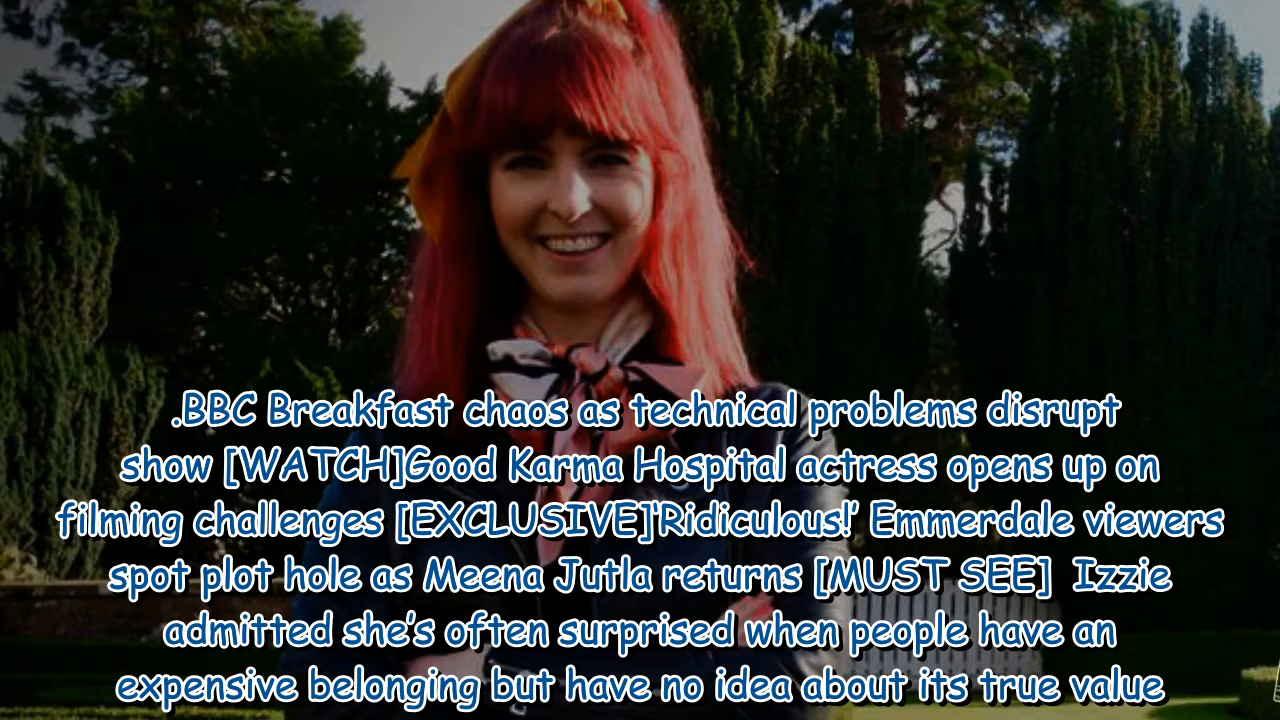 .BBC Breakfast chaos as technical problems disrupt
show [WATCH]Good Karma Hospital actress opens up on
filming challenges [EXCLUSIVE]‘Ridiculous!’ Emmerdale viewers
spot plot hole as Meena Jutla returns [MUST SEE]  Izzie
admitted she’s often surprised when people have an
expensive belonging but have no idea about its true value